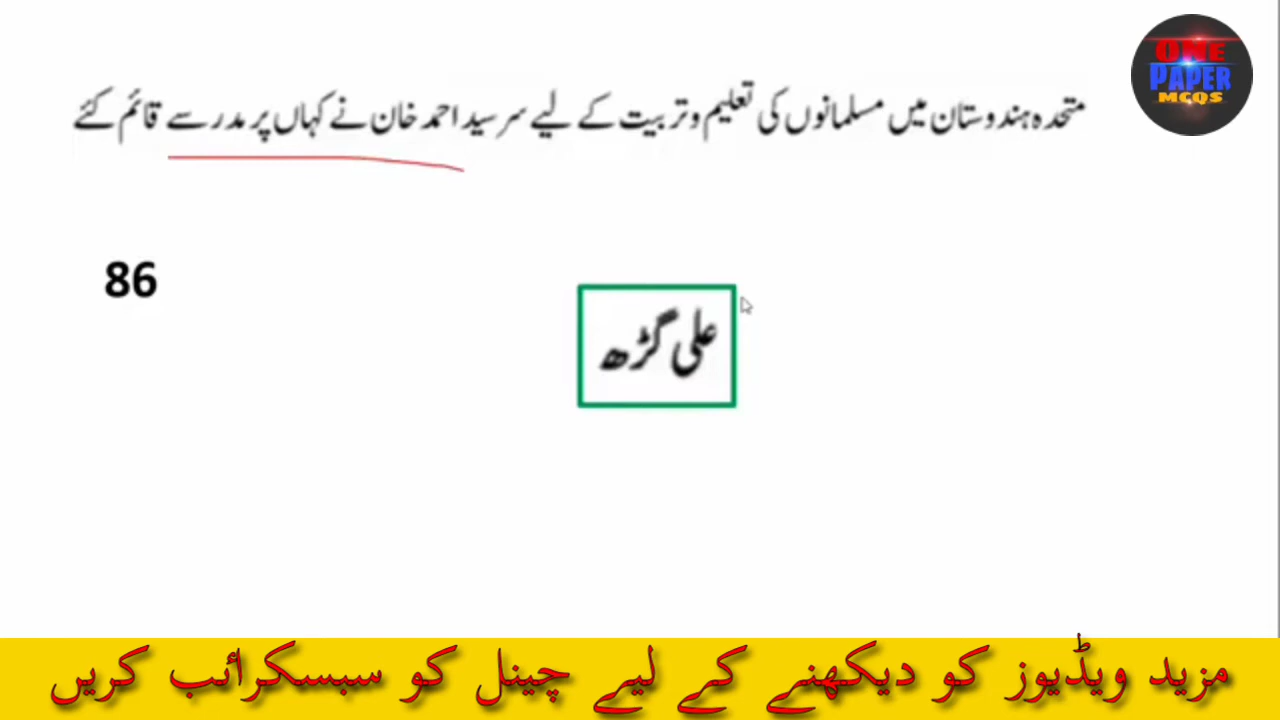 ONE
PAPER
MCQS
متحدہ ہندوستان میں مسلمانوں کی تعلیم و تربیت کے لیے سر سید احمد خان نے کہاں پر مدرسے قائم کئے
86
علی گڑھ
مزید ویڈیوز کو دیکھنے کے لیے چینل کو سبسکرائب کریں